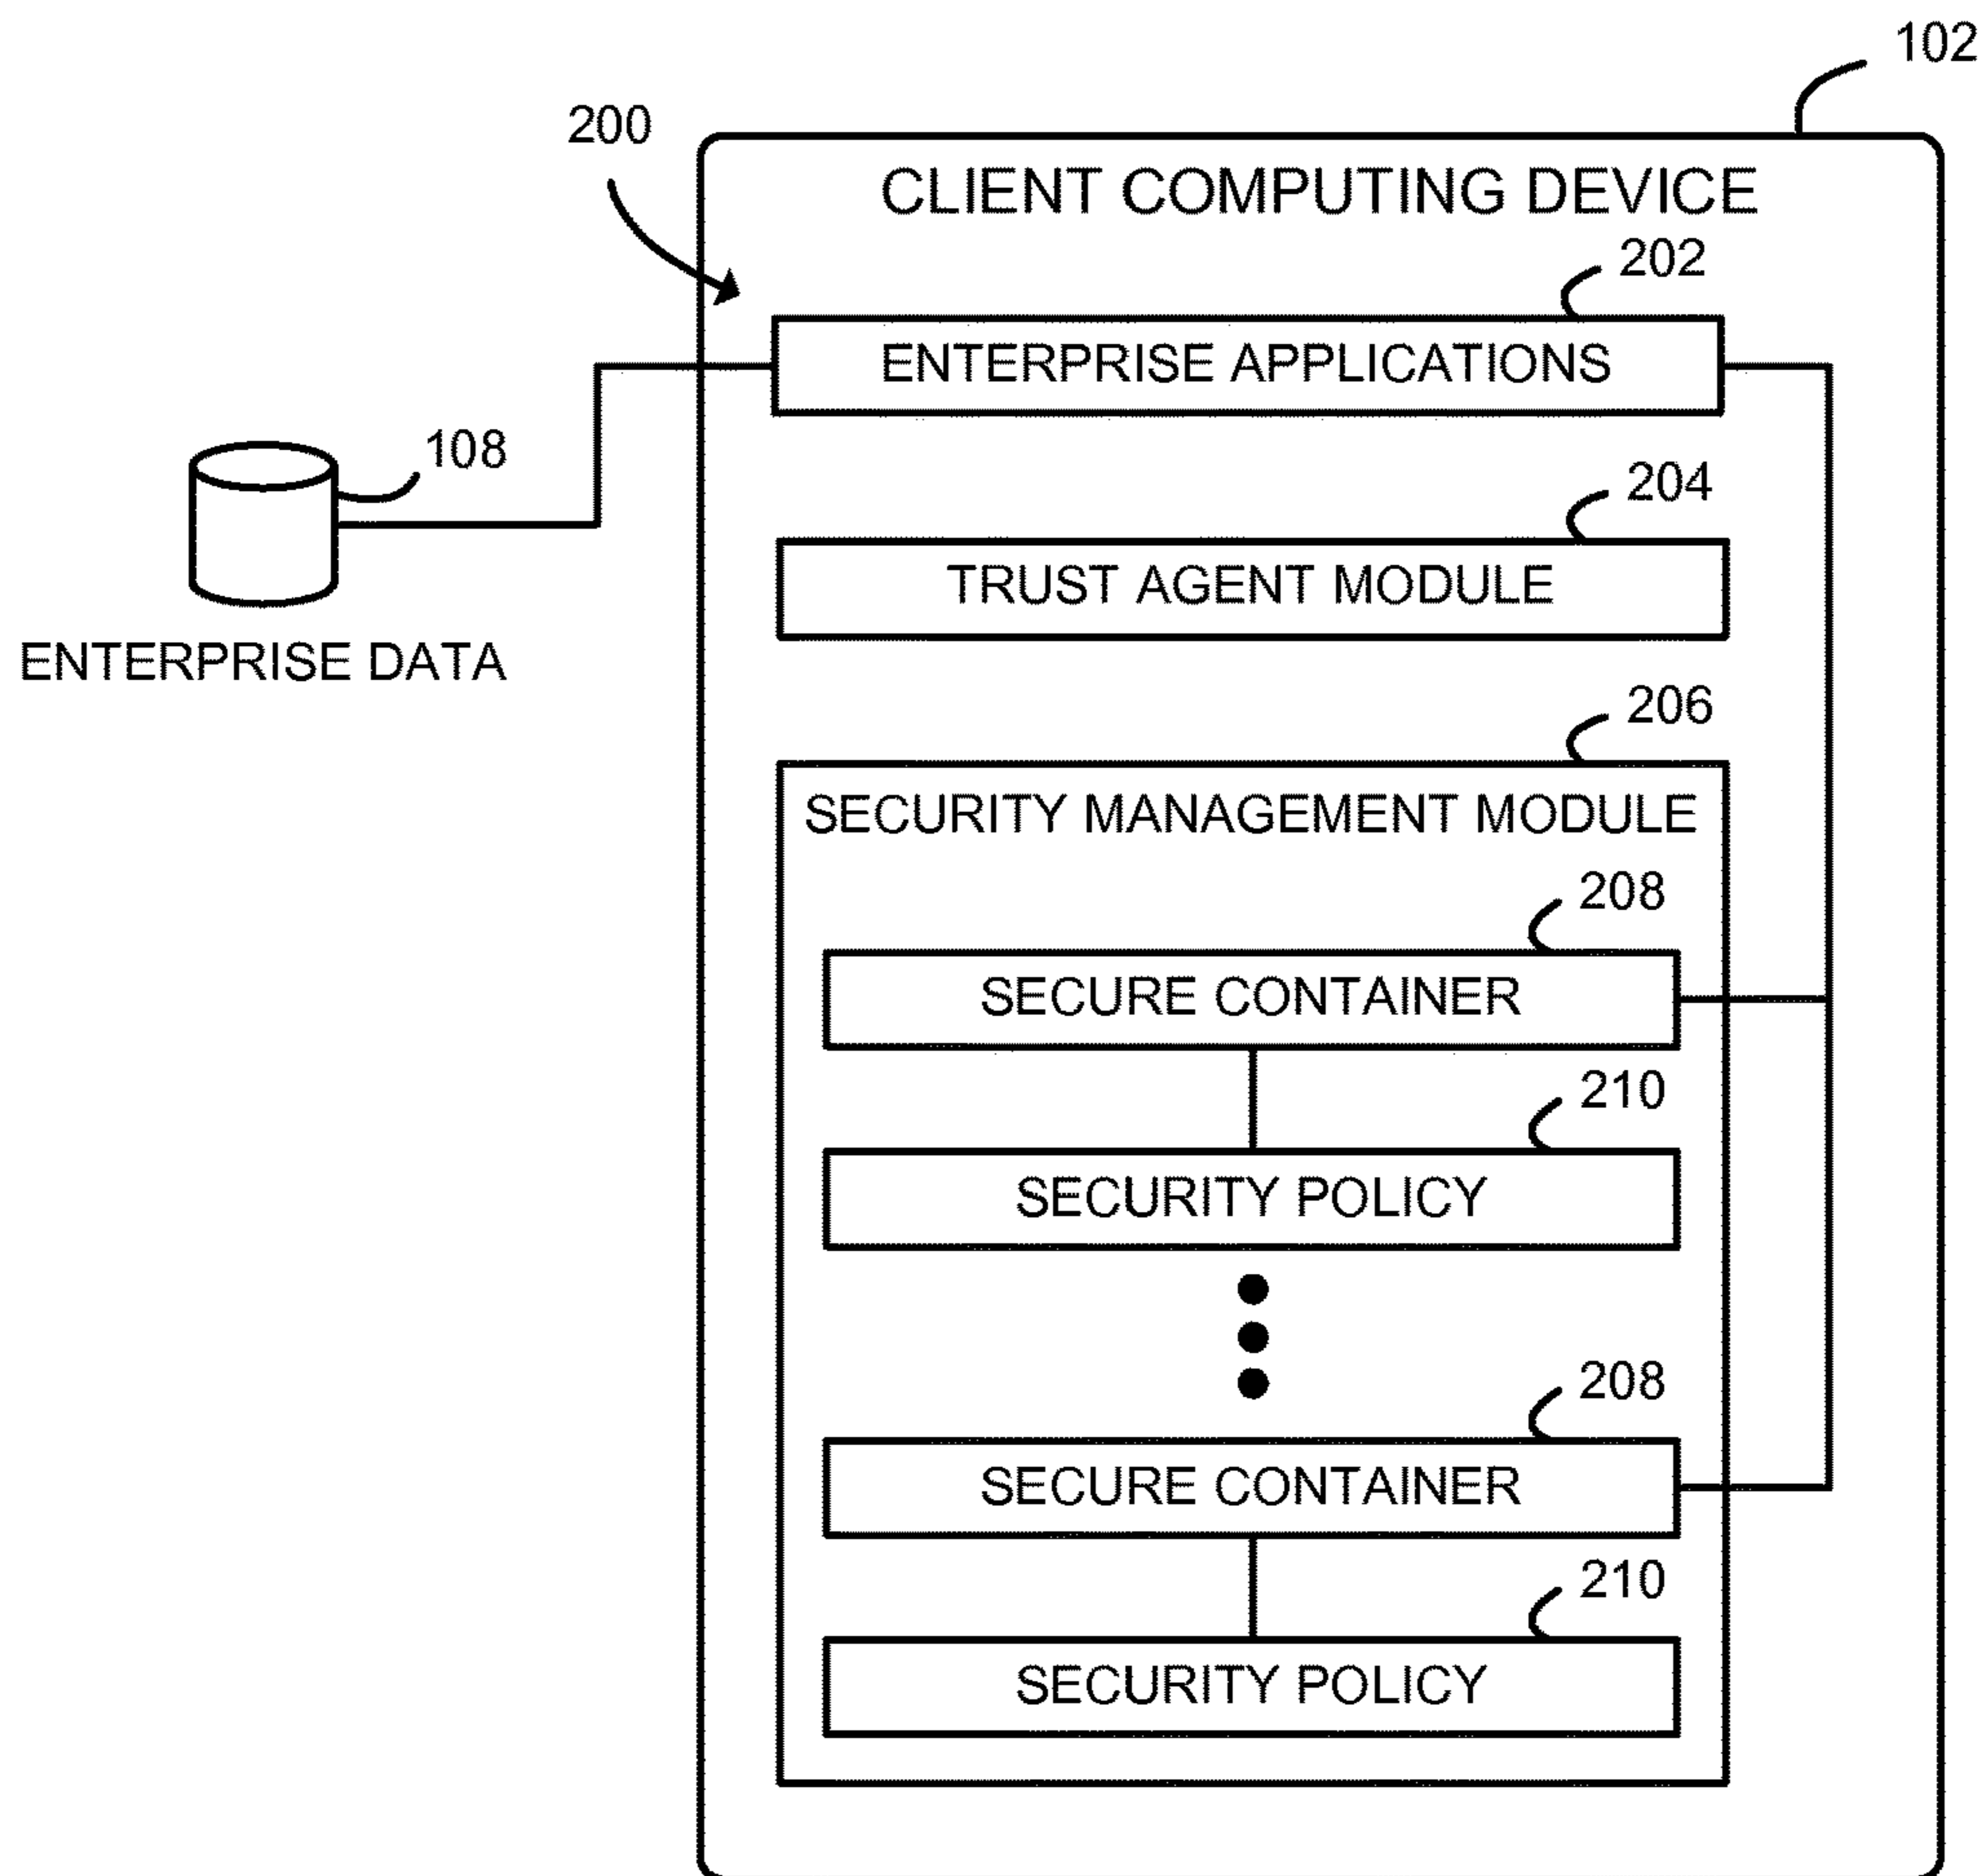 102
200
CLIENT COMPUTING DEVICE
202
ENTERPRISE APPLICATIONS
108
204
TRUST AGENT MODULE
ENTERPRISE DATA
206
SECURITY MANAGEMENT MODULE
208
SECURE CONTAINER
210
SECURITY POLICY
208
SECURE CONTAINER
210
SECURITY POLICY